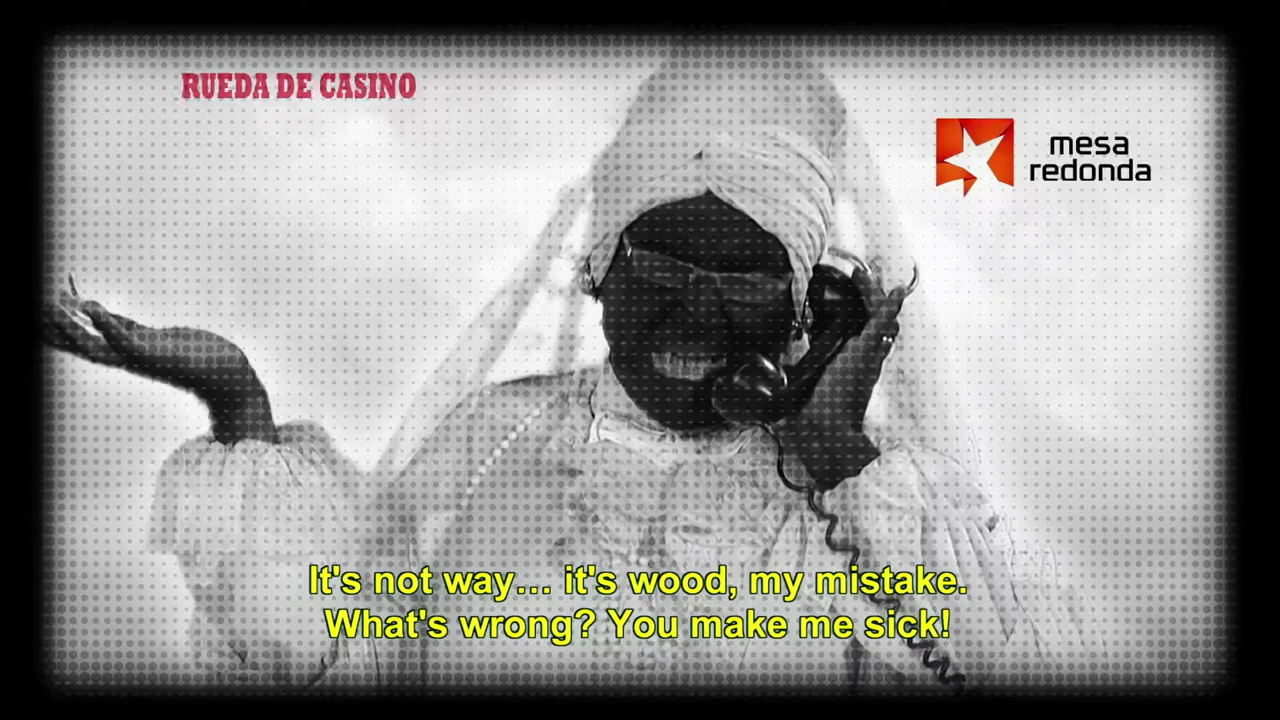 RUEDA DE CASINO
mesa
redonda
It's not way... it's wood, my mistake.
What's wrong? You make me sick!